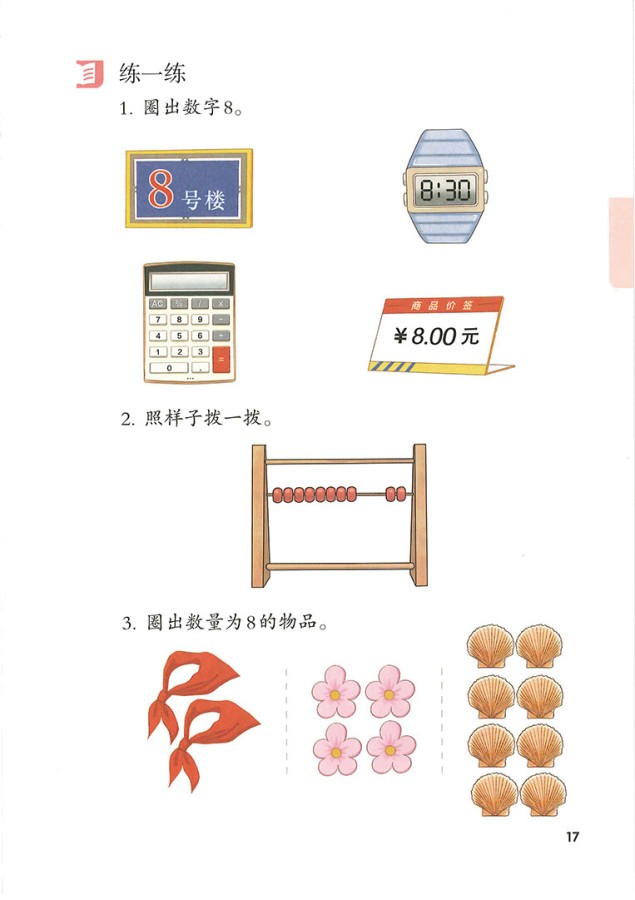 练一练
1. 圈出数字8。
8号楼
8:30
AC % / ×
7 8 9 -
4 5 6 ÷
1 2 3 =
0 .
商品价签
￥8.00元
2. 照样子拨一拨。
3. 圈出数量为8的物品。
17